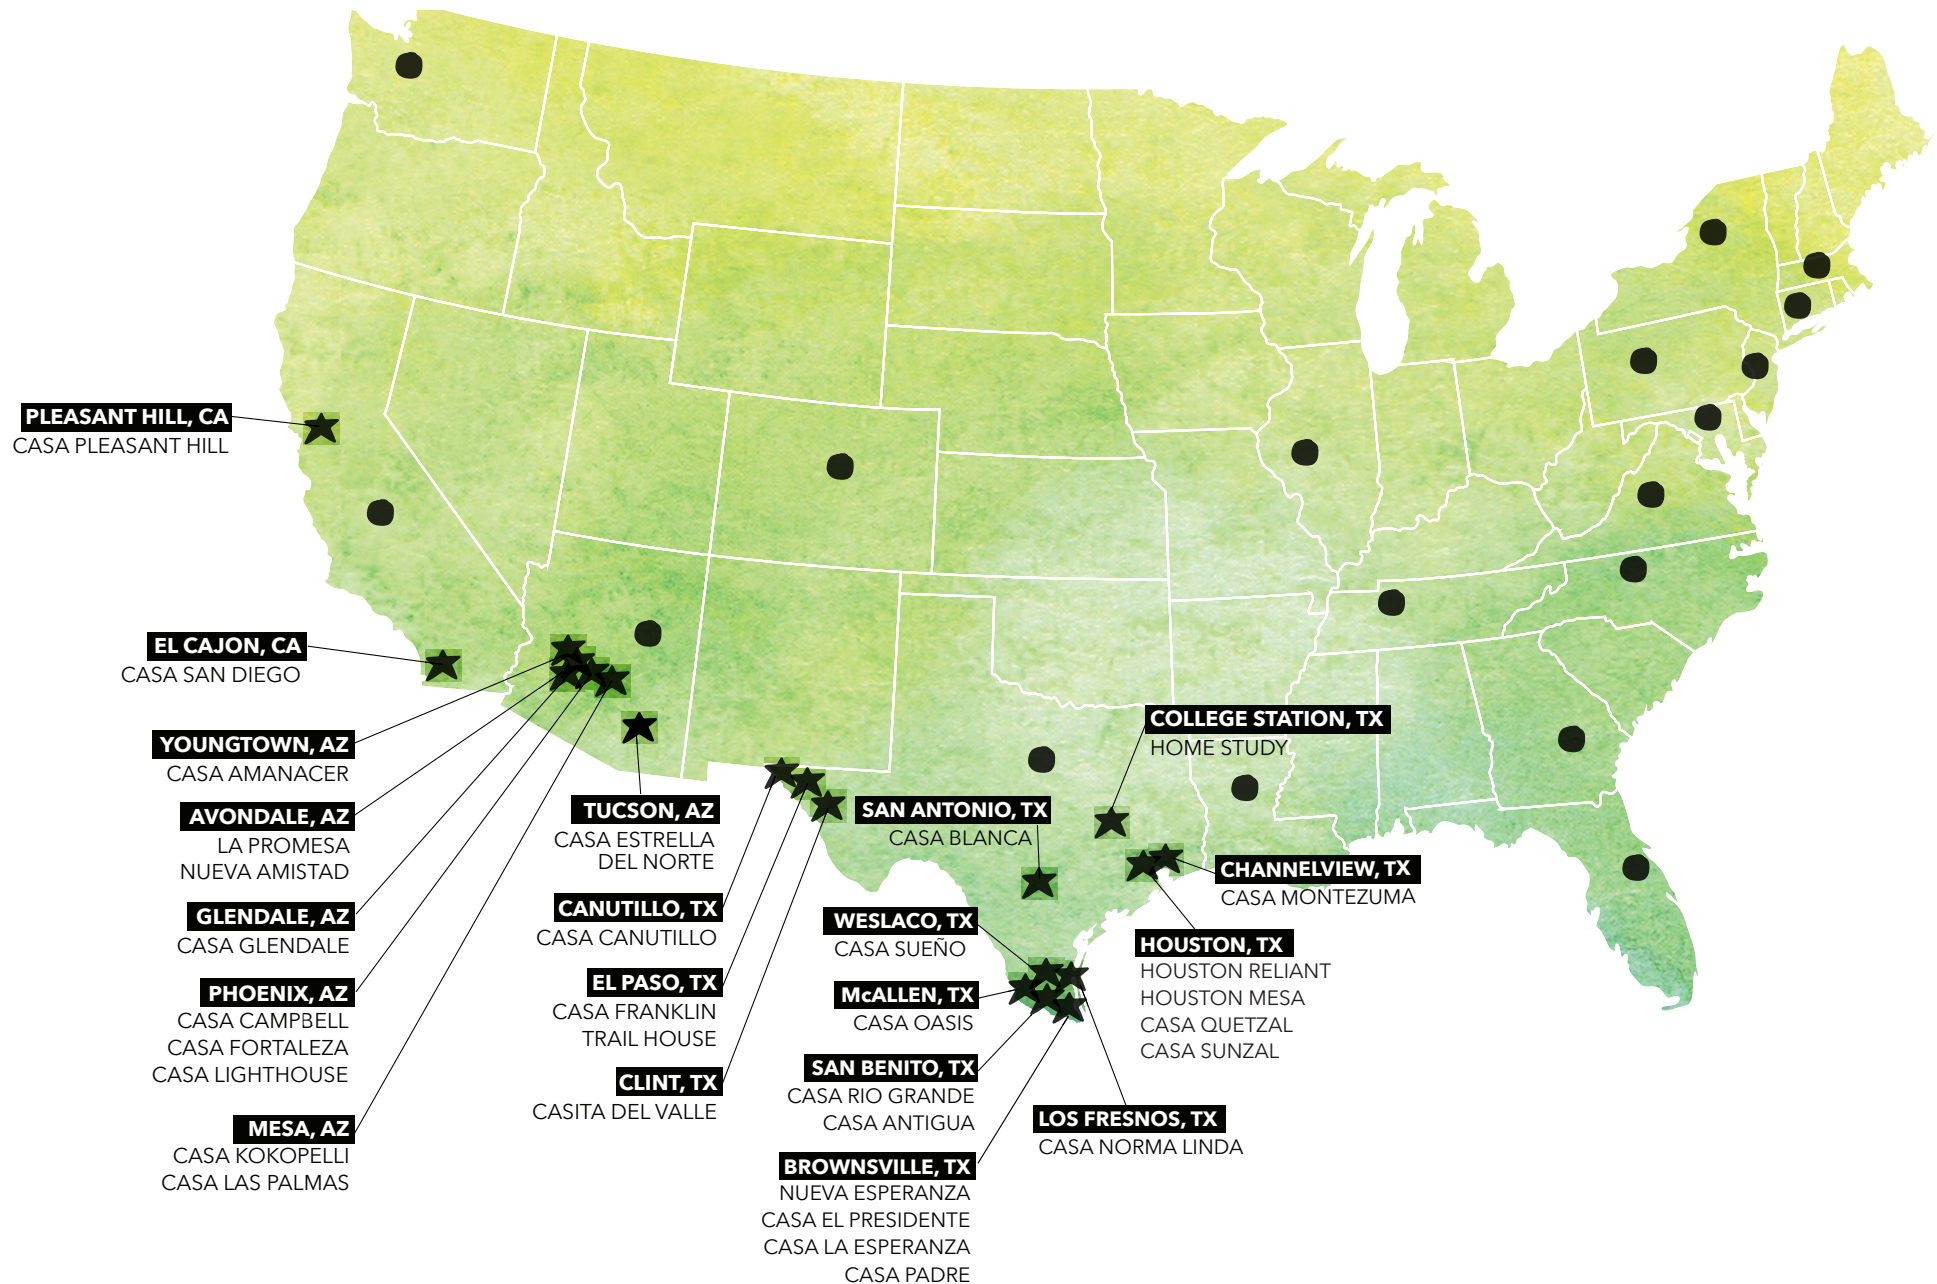 PLEASANT HILL, CA
CASA PLEASANT HILL
EL CAJON, CA
CASA SAN DIEGO
YOUNGTOWN, AZ
CASA AMANACER
AVONDALE, AZ
LA PROMESA
NUEVA AMISTAD
GLENDALE, AZ
CASA GLENDALE
PHOENIX, AZ
CASA CAMPBELL
CASA FORTALEZA
CASA LIGHTHOUSE
MESA, AZ
CASA KOKOPELLI
CASA LAS PALMAS
TUCSON, AZ
CASA ESTRELLA
DEL NORTE
CANUTILLO, TX
CASA CANUTILLO
EL PASO, TX
CASA FRANKLIN
TRAIL HOUSE
CLINT, TX
CASITA DEL VALLE
SAN ANTONIO, TX
CASA BLANCA
WESLACO, TX
CASA SUEÑO
McALLEN, TX
CASA OASIS
SAN BENITO, TX
CASA RIO GRANDE
CASA ANTIGUA
BROWNSVILLE, TX
NUEVA ESPERANZA
CASA EL PRESIDENTE
CASA LA ESPERANZA
CASA PADRE
COLLEGE STATION, TX
HOME STUDY
CHANNELVIEW, TX
CASA MONTEZUMA
HOUSTON, TX
HOUSTON RELIANT
HOUSTON MESA
CASA QUETZAL
CASA SUNZAL
LOS FRESNOS, TX
CASA NORMA LINDA